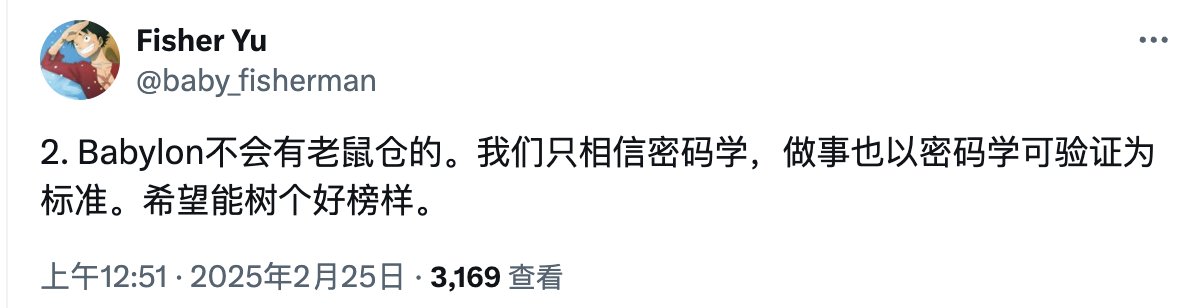 Fisher Yu
@baby_fisherman
2. Babylon不会有老鼠仓的。我们只相信密码学，做事也以密码学可验证为
标准。希望能树个好榜样。
上午12:51 · 2025年2月25日 · 3,169 查看